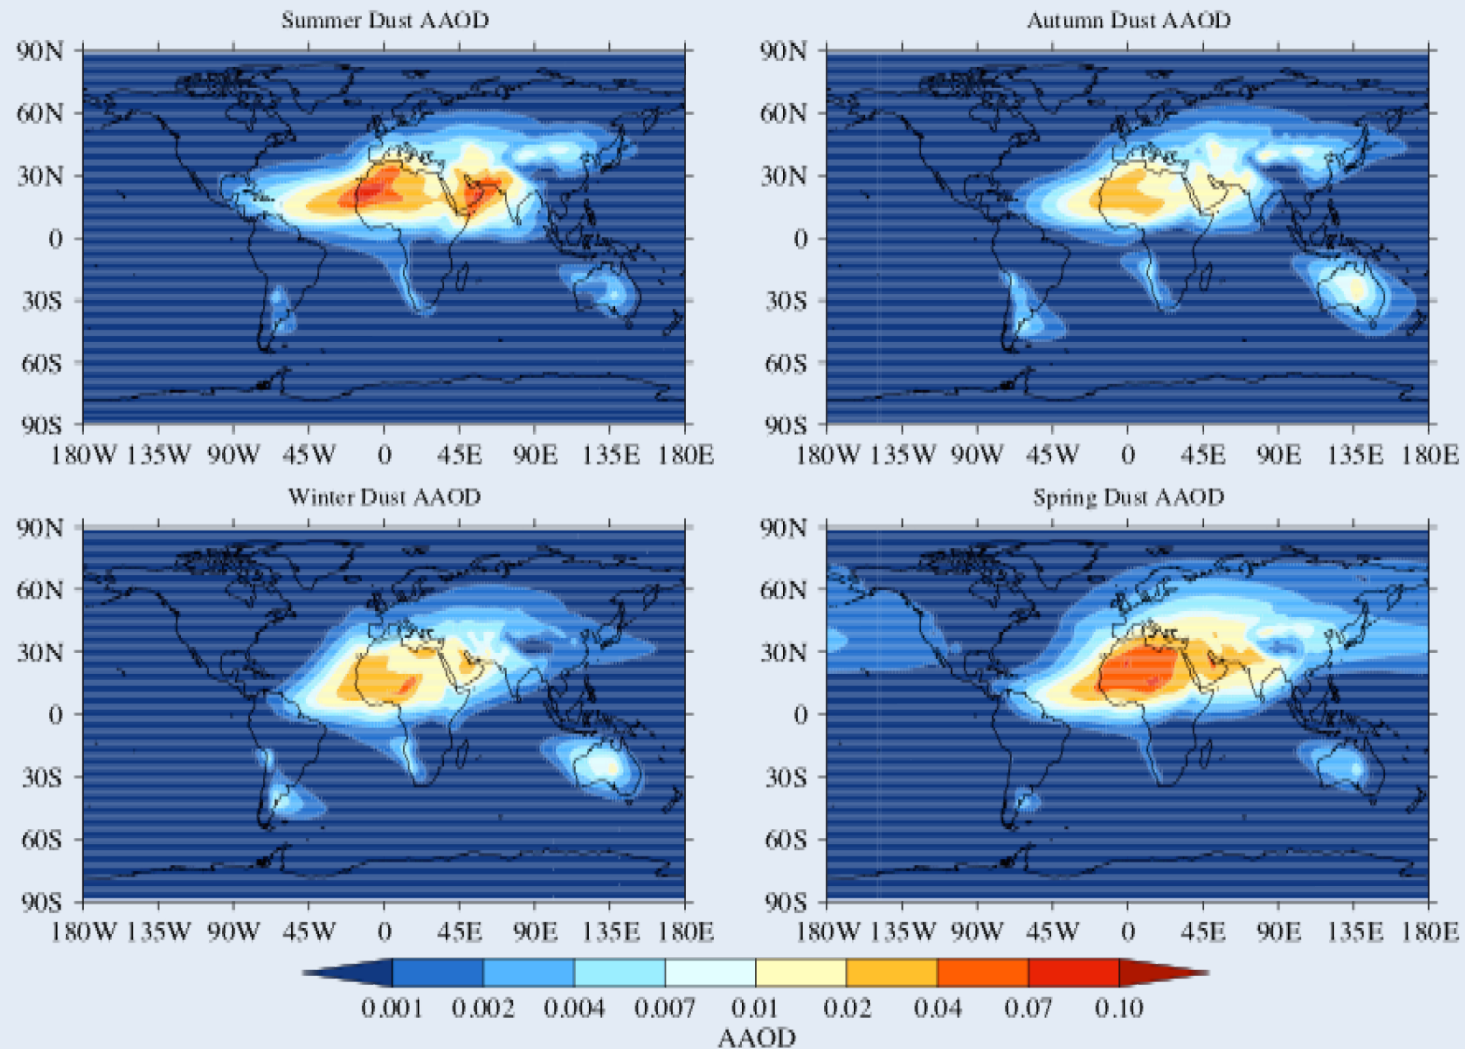 Summer Dust AAOD
90N
60N
30N
0
30S
60S
90S
180W 135W 90W 45W 0 45E 90E 135E 180E
Autumn Dust AAOD
90N
60N
30N
0
30S
60S
90S
180W 135W 90W 45W 0 45E 90E 135E 180E
Winter Dust AAOD
90N
60N
30N
0
30S
60S
90S
180W 135W 90W 45W 0 45E 90E 135E 180E
Spring Dust AAOD
90N
60N
30N
0
30S
60S
90S
180W 135W 90W 45W 0 45E 90E 135E 180E
0.001 0.002 0.004 0.007 0.01 0.02 0.04 0.07 0.10
AAOD